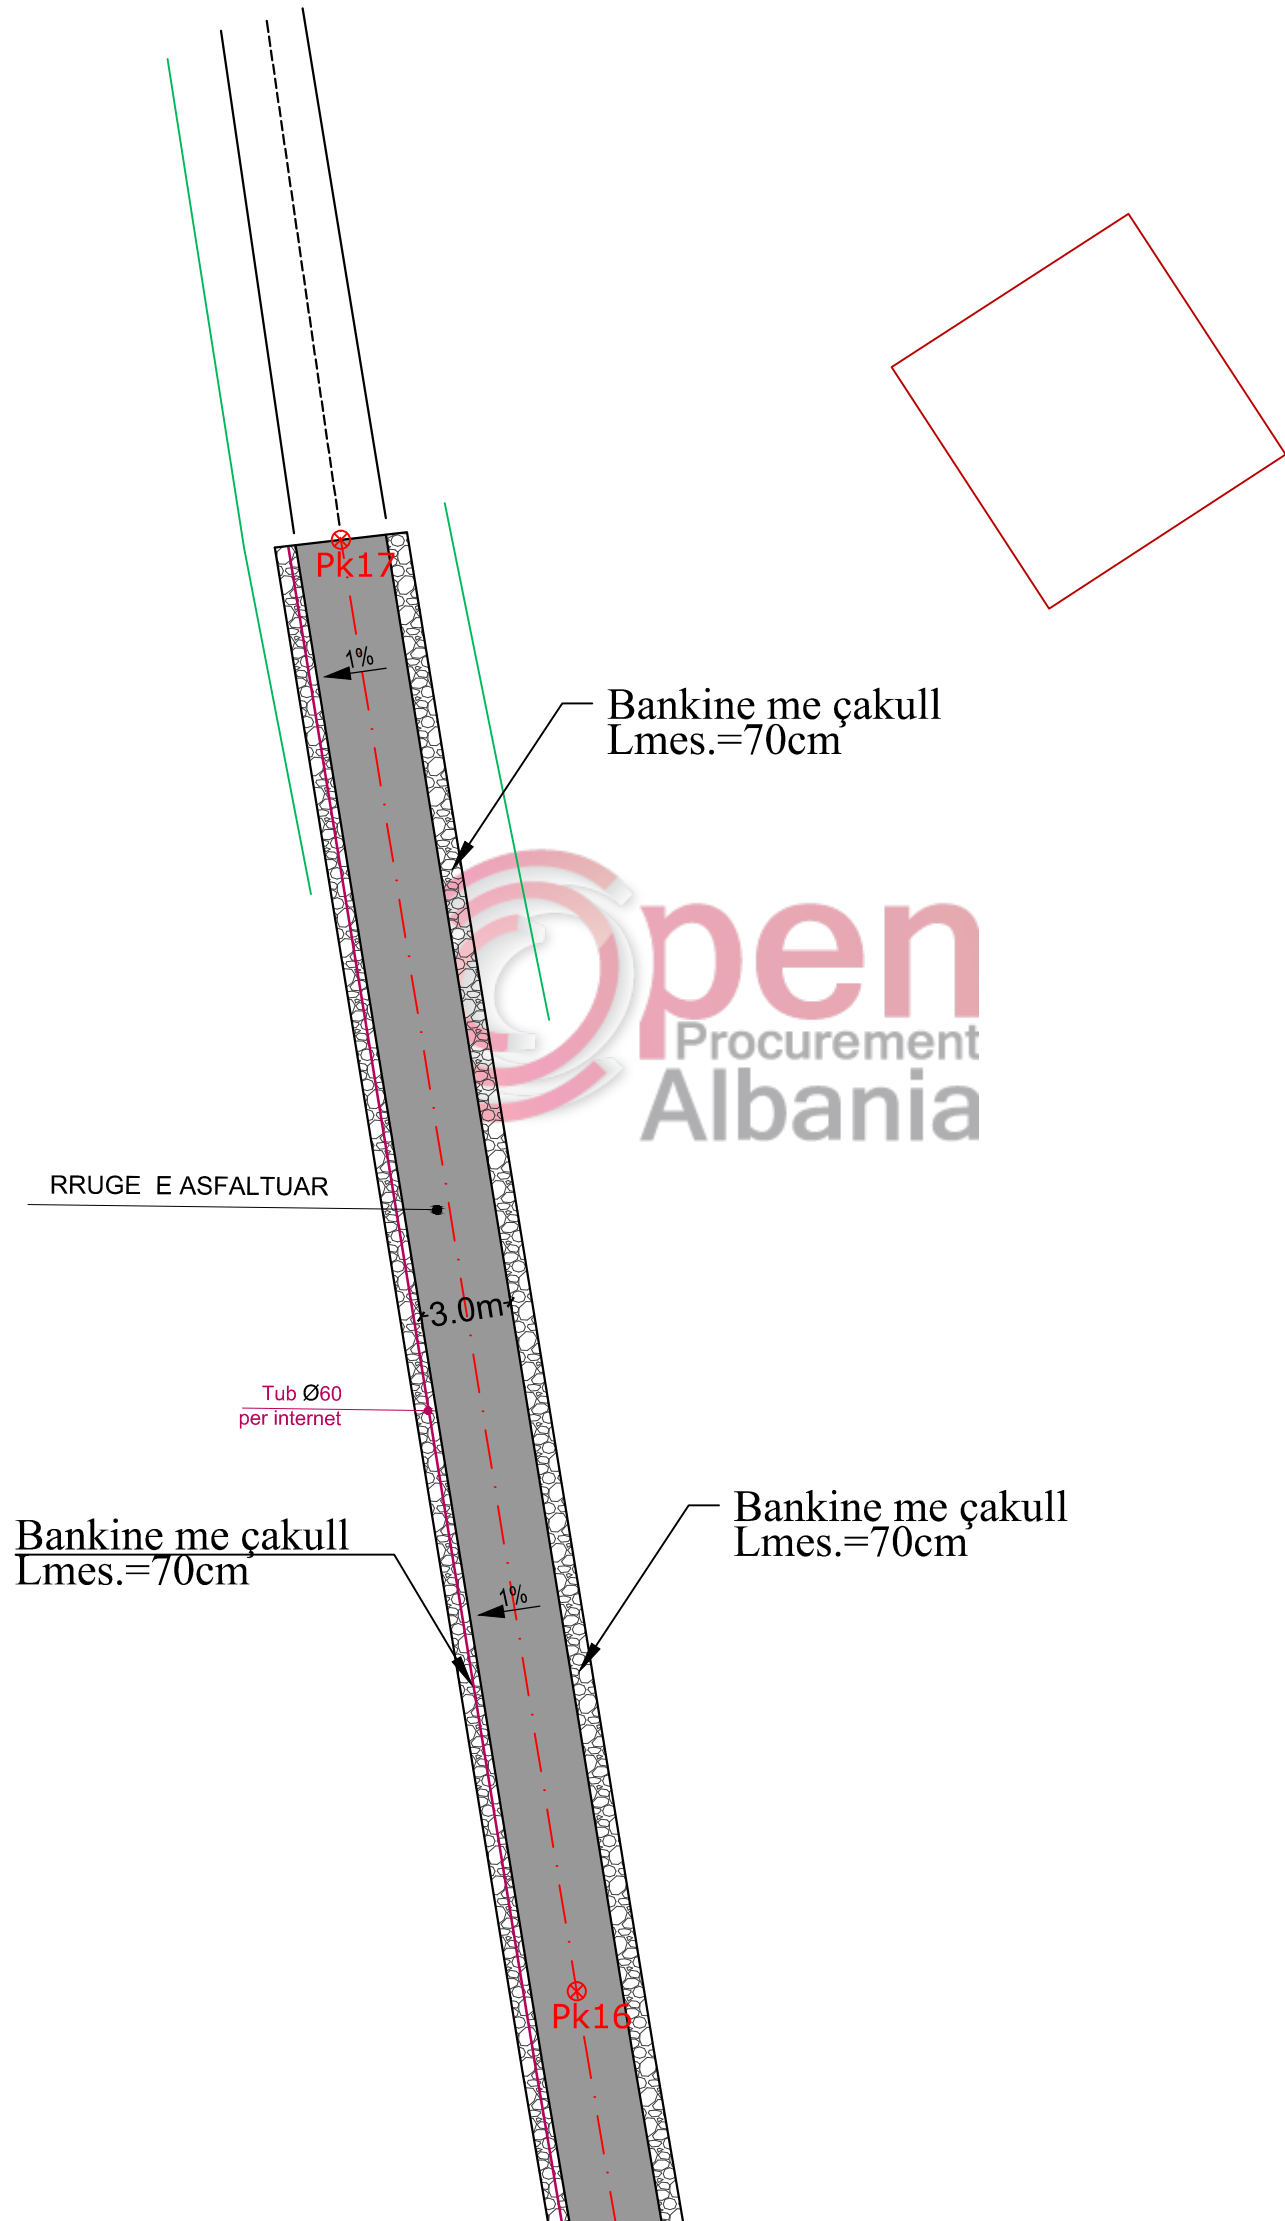 Pk17
1%
Bankine me çakull
Lmes.=70cm
Open
Procurement
Albania
RRUGE E ASFALTUAR
3.0m
Tub Ø60
per internet
Bankine me çakull
Lmes.=70cm
Bankine me çakull
Lmes.=70cm
1%
Pk16